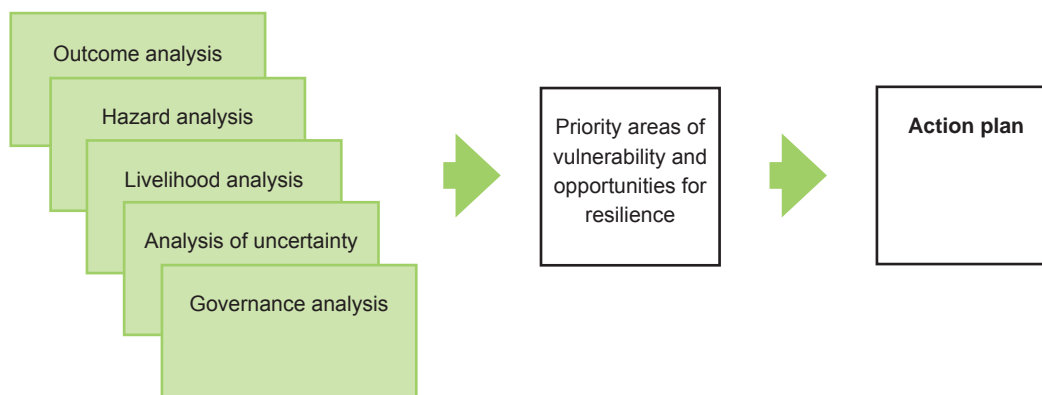 Outcome analysis
Hazard analysis
Livelihood analysis
Analysis of uncertainty
Governance analysis
Priority areas of
vulnerability and
opportunities for
resilience
Action plan